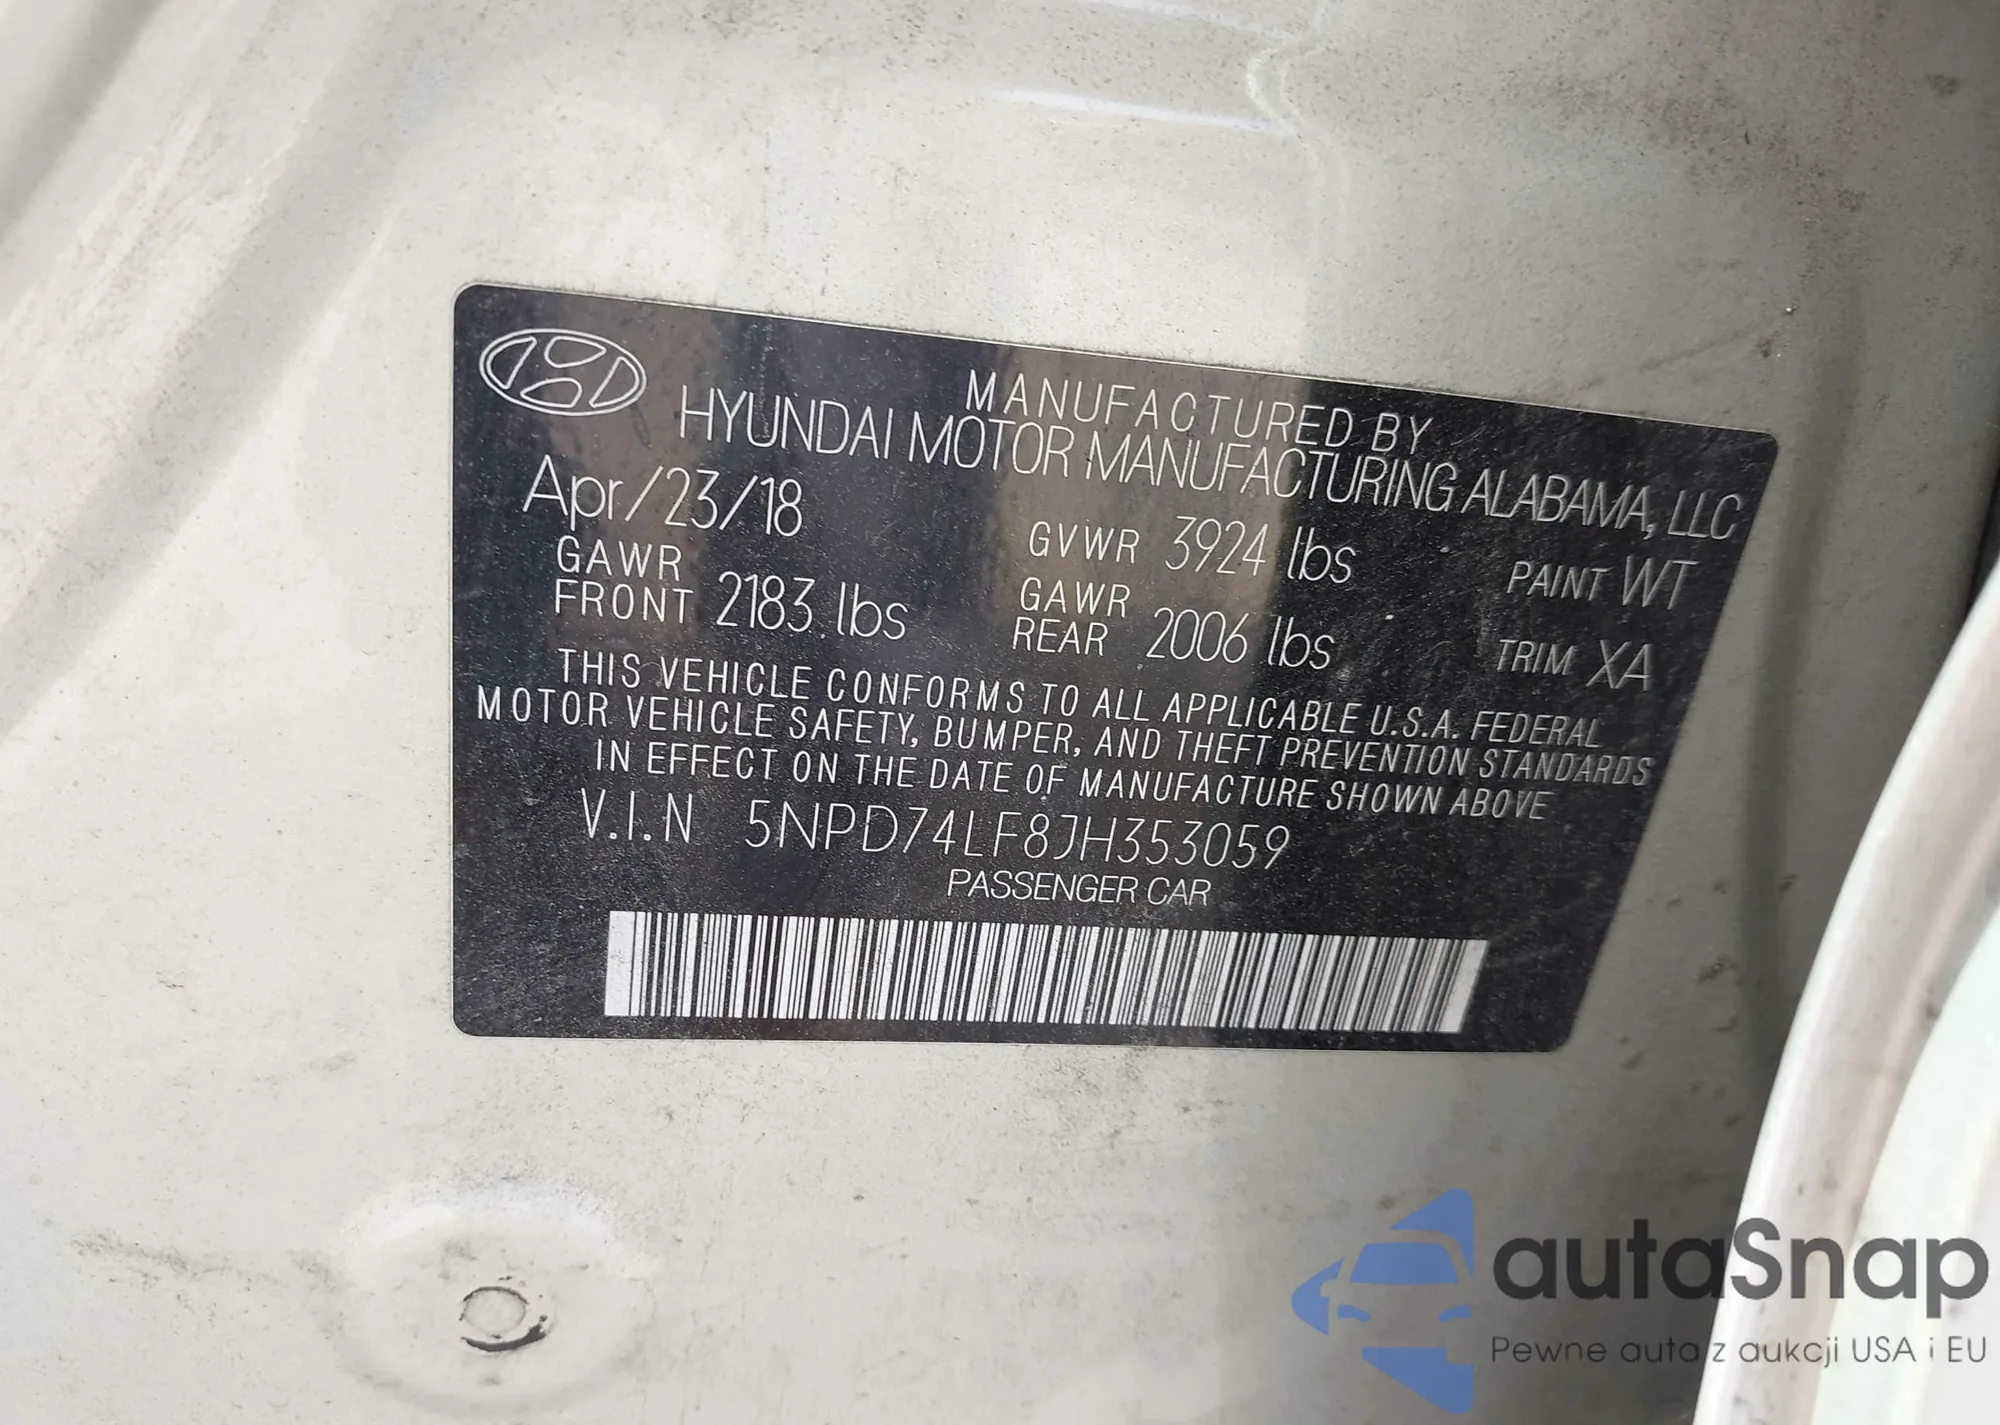 MANUFACTURED BY
HYUNDAI MOTOR MANUFACTURING ALABAMA, LLC
Apr/23/18 GVWR 3924 lbs PAINT WT
GAWR FRONT 2183 lbs GAWR REAR 2006 lbs TRIM XA
THIS VEHICLE CONFORMS TO ALL APPLICABLE U.S.A. FEDERAL
MOTOR VEHICLE SAFETY, BUMPER, AND THEFT PREVENTION STANDARDS
IN EFFECT ON THE DATE OF MANUFACTURE SHOWN ABOVE
V.I.N 5NPD74LF8JH353059
PASSENGER CAR
autaSnap
Pewne auta z aukcji USA i EU